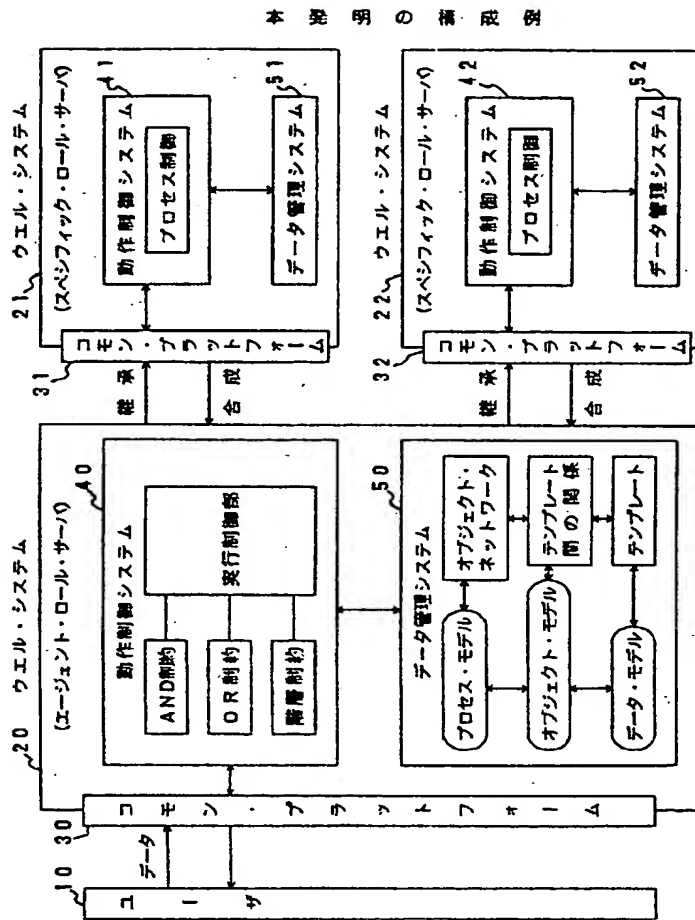 本発明の構成例
10
ユーザ
データ
30
コモン・プラットフォーム
20 ウエル・システム
(エージェント・ロール・サーバ)
40
動作制御システム
AND制約
OR制約
階層制約
実行制御部
50
データ管理システム
プロセス・モデル
オブジェクト・モデル
データ・モデル
オブジェクト・
ネットワーク
テンプレート
間の関係
テンプレート
継承
合成
31
コモン・プラットフォーム
21 ウエル・システム
(スペシフィック・ロール・サーバ)
41
動作制御システム
プロセス制御
51
データ管理システム
継承
合成
32
コモン・プラットフォーム
22 ウエル・システム
(スペシフィック・ロール・サーバ)
42
動作制御システム
プロセス制御
52
データ管理システム